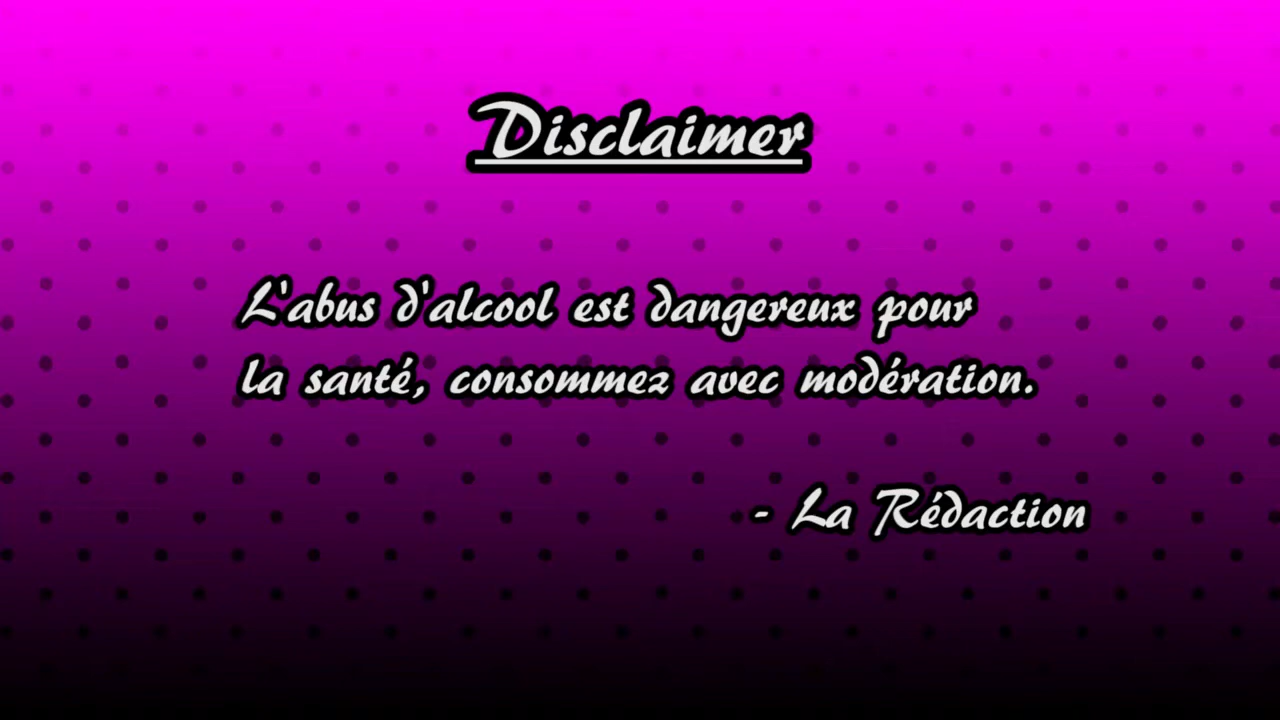 Disclaimer
L'abus d'alcool est dangereux pour
la santé, consommez avec modération.
- La Rédaction